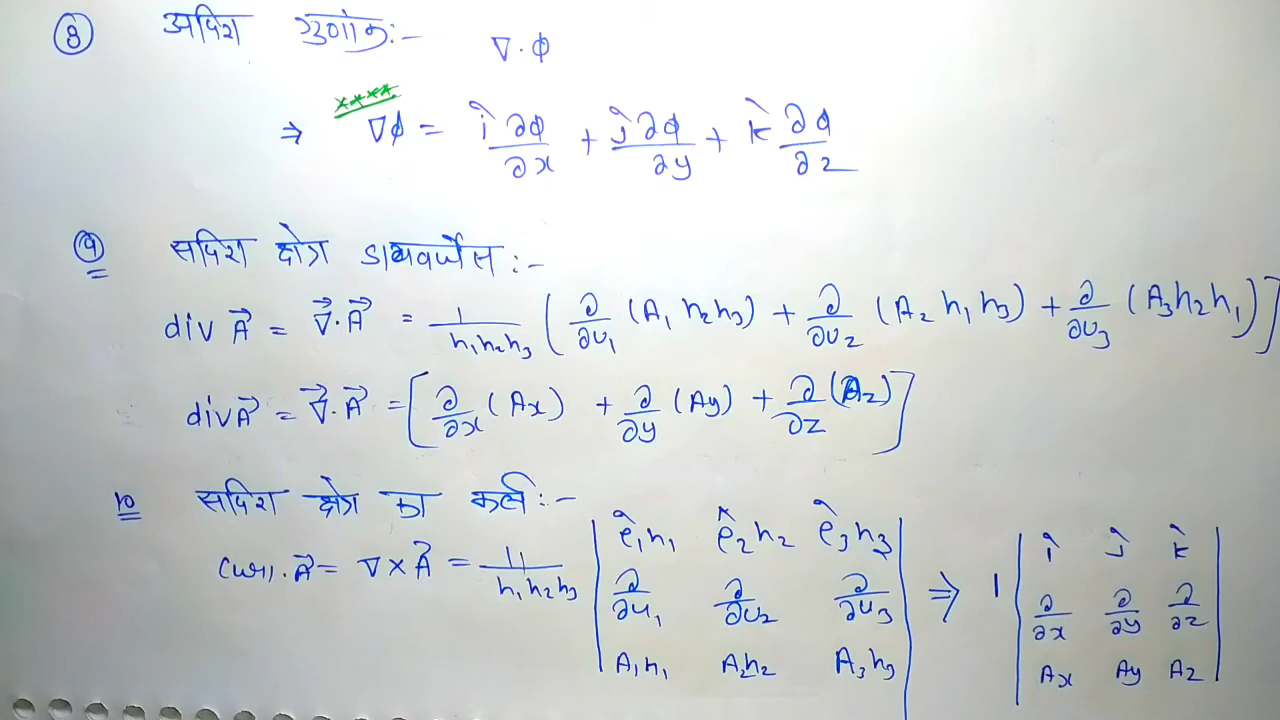 ⑧ अदिश गुणांक:- ∇·ϕ
xxxx
⇒ ∇ϕ = î ∂ϕ/∂x + ĵ ∂ϕ/∂y + k̂ ∂ϕ/∂z
⑨ सदिश क्षेत्र डायवर्जेंस :-
div A⃗ = ∇⃗·A⃗ = 1/h₁h₂h₃ [∂/∂u₁ (A₁ h₂h₃) + ∂/∂u₂ (A₂ h₁ h₃) + ∂/∂u₃ (A₃h₂h₁)]
div A⃗ = ∇⃗·A⃗ = [∂/∂x (Ax) + ∂/∂y (Ay) + ∂/∂z (Az)]
10 सदिश क्षेत्र का कर्ल :-
curl.A⃗ = ∇×A⃗ = 1/h₁h₂h₃ | ê₁h₁ ê₂h₂ ê₃h₃ | ⇒ 1 | î ĵ k̂ |
| ∂/∂u₁ ∂/∂u₂ ∂/∂u₃ | | ∂/∂x ∂/∂y ∂/∂z |
| A₁h₁ A₂h₂ A₃h₃ | | Ax Ay Az |